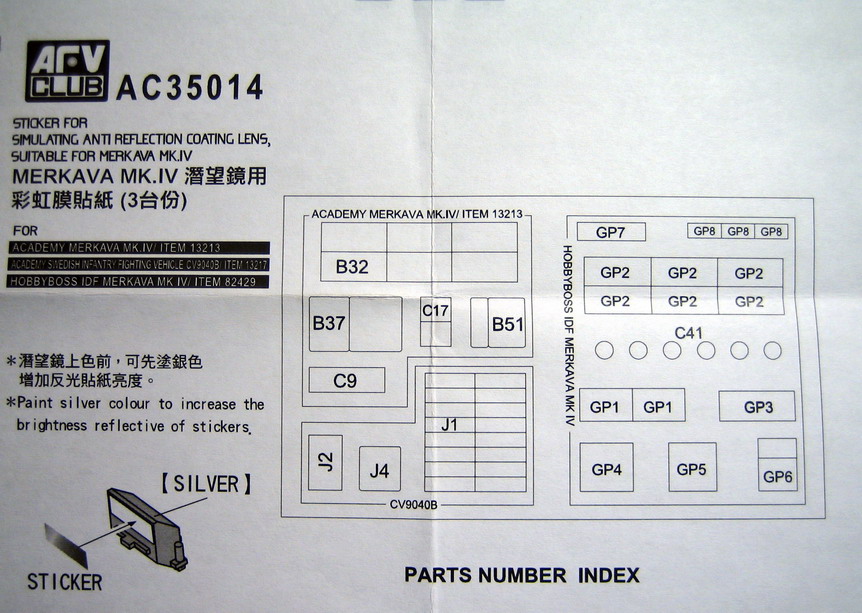 AFV
CLUB
AC35014
STICKER FOR
SIMULATING ANTI REFLECTION COATING LENS,
SUITABLE FOR MERKAVA MK.IV
MERKAVA MK.IV 潛望鏡用
彩虹膜貼紙 (3台份)
FOR
ACADEMY MERKAVA MK.IV/ ITEM 13213
ACADEMY SWEDISH INFANTRY FIGHTING VEHICLE CV9040B/ ITEM 13217
HOBBYBOSS IDF MERKAVA MK IV/ ITEM 82429
*潛望鏡上色前，可先塗銀色
增加反光貼紙亮度。
*Paint silver colour to increase the
brightness reflective of stickers.
【SILVER】
STICKER
ACADEMY MERKAVA MK.IV/ ITEM 13213
B32
B37
C17
B51
C9
J1
J2
J4
CV9040B
HOBBYBOSS IDF MERKAVA MK IV
GP7
GP8 GP8 GP8
GP2 GP2 GP2
GP2 GP2 GP2
C41
GP1 GP1 GP3
GP4 GP5 GP6
PARTS NUMBER INDEX